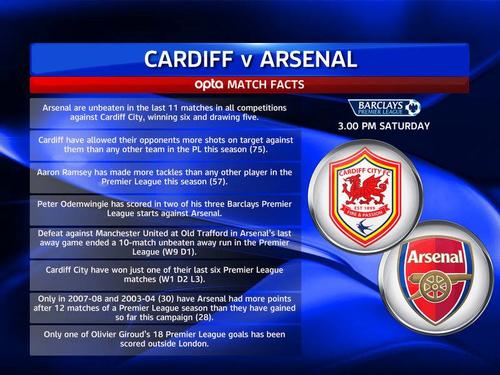 CARDIFF v ARSENAL
opta MATCH FACTS
Arsenal are unbeaten in the last 11 matches in all competitions
against Cardiff City, winning six and drawing five.
Cardiff have allowed their opponents more shots on target against
them than any other team in the PL this season (75).
Aaron Ramsey has made more tackles than any other player in the
Premier League this season (57).
Peter Odemwingie has scored in two of his three Barclays Premier
League starts against Arsenal.
Defeat against Manchester United at Old Trafford in Arsenal's last
away game ended a 10-match unbeaten away run in the
Premier League (W9 D1).
Cardiff City have won just one of their last six Premier League
matches (W1 D2 L3).
Only in 2007-08 and 2003-04 (30) have Arsenal had more points
after 12 matches of a Premier League season than they have gained
so far this campaign (28).
Only one of Olivier Giroud's 18 Premier League goals has been
scored outside London.
BARCLAYS
PREMIER LEAGUE
3.00 PM SATURDAY
CARDIFF CITY FC
EST 1899
FIRE & PASSION
Arsenal